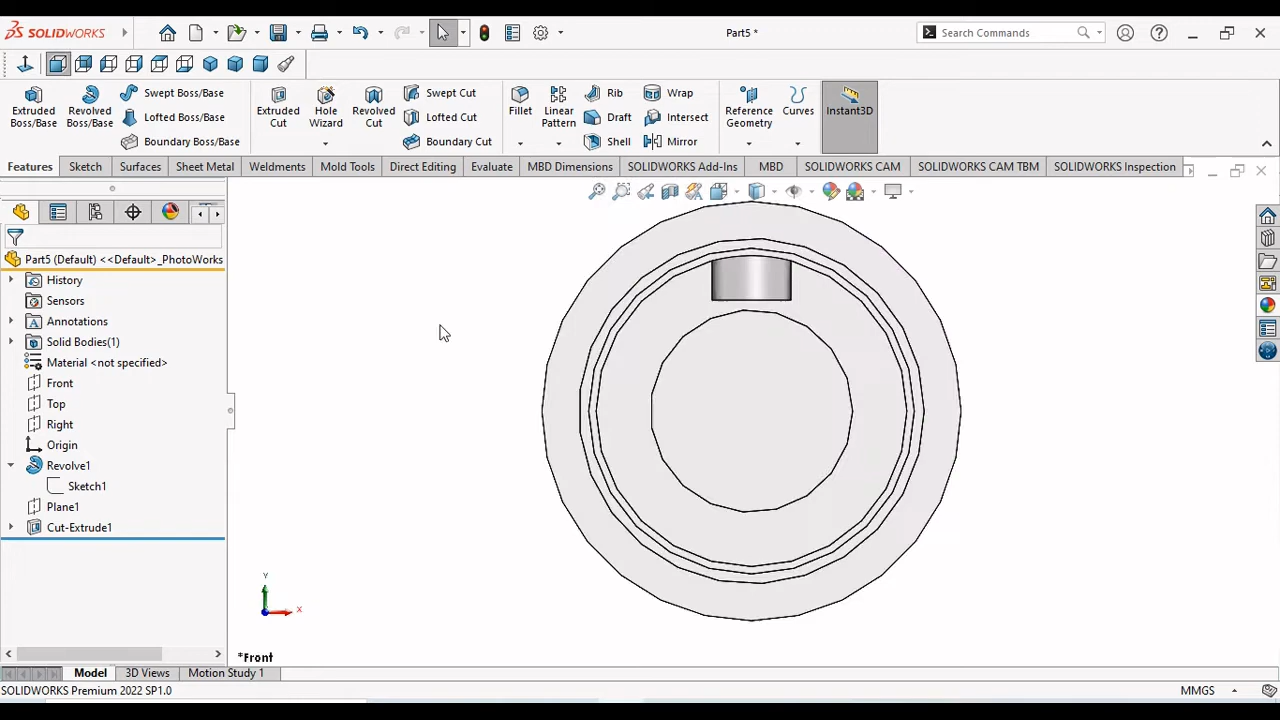 SOLIDWORKS
Part5 *
Search Commands
Extruded Boss/Base
Revolved Boss/Base
Swept Boss/Base
Lofted Boss/Base
Boundary Boss/Base
Extruded Cut
Hole Wizard
Revolved Cut
Swept Cut
Lofted Cut
Boundary Cut
Fillet
Linear Pattern
Rib
Draft
Shell
Wrap
Intersect
Mirror
Reference Geometry
Curves
Instant3D
Features
Sketch
Surfaces
Sheet Metal
Weldments
Mold Tools
Direct Editing
Evaluate
MBD Dimensions
SOLIDWORKS Add-Ins
MBD
SOLIDWORKS CAM
SOLIDWORKS CAM TBM
SOLIDWORKS Inspection
Part5 (Default) <<Default>_PhotoWorks
History
Sensors
Annotations
Solid Bodies(1)
Material <not specified>
Front
Top
Right
Origin
Revolve1
Sketch1
Plane1
Cut-Extrude1
Y
X
*Front
Model
3D Views
Motion Study 1
SOLIDWORKS Premium 2022 SP1.0
MMGS